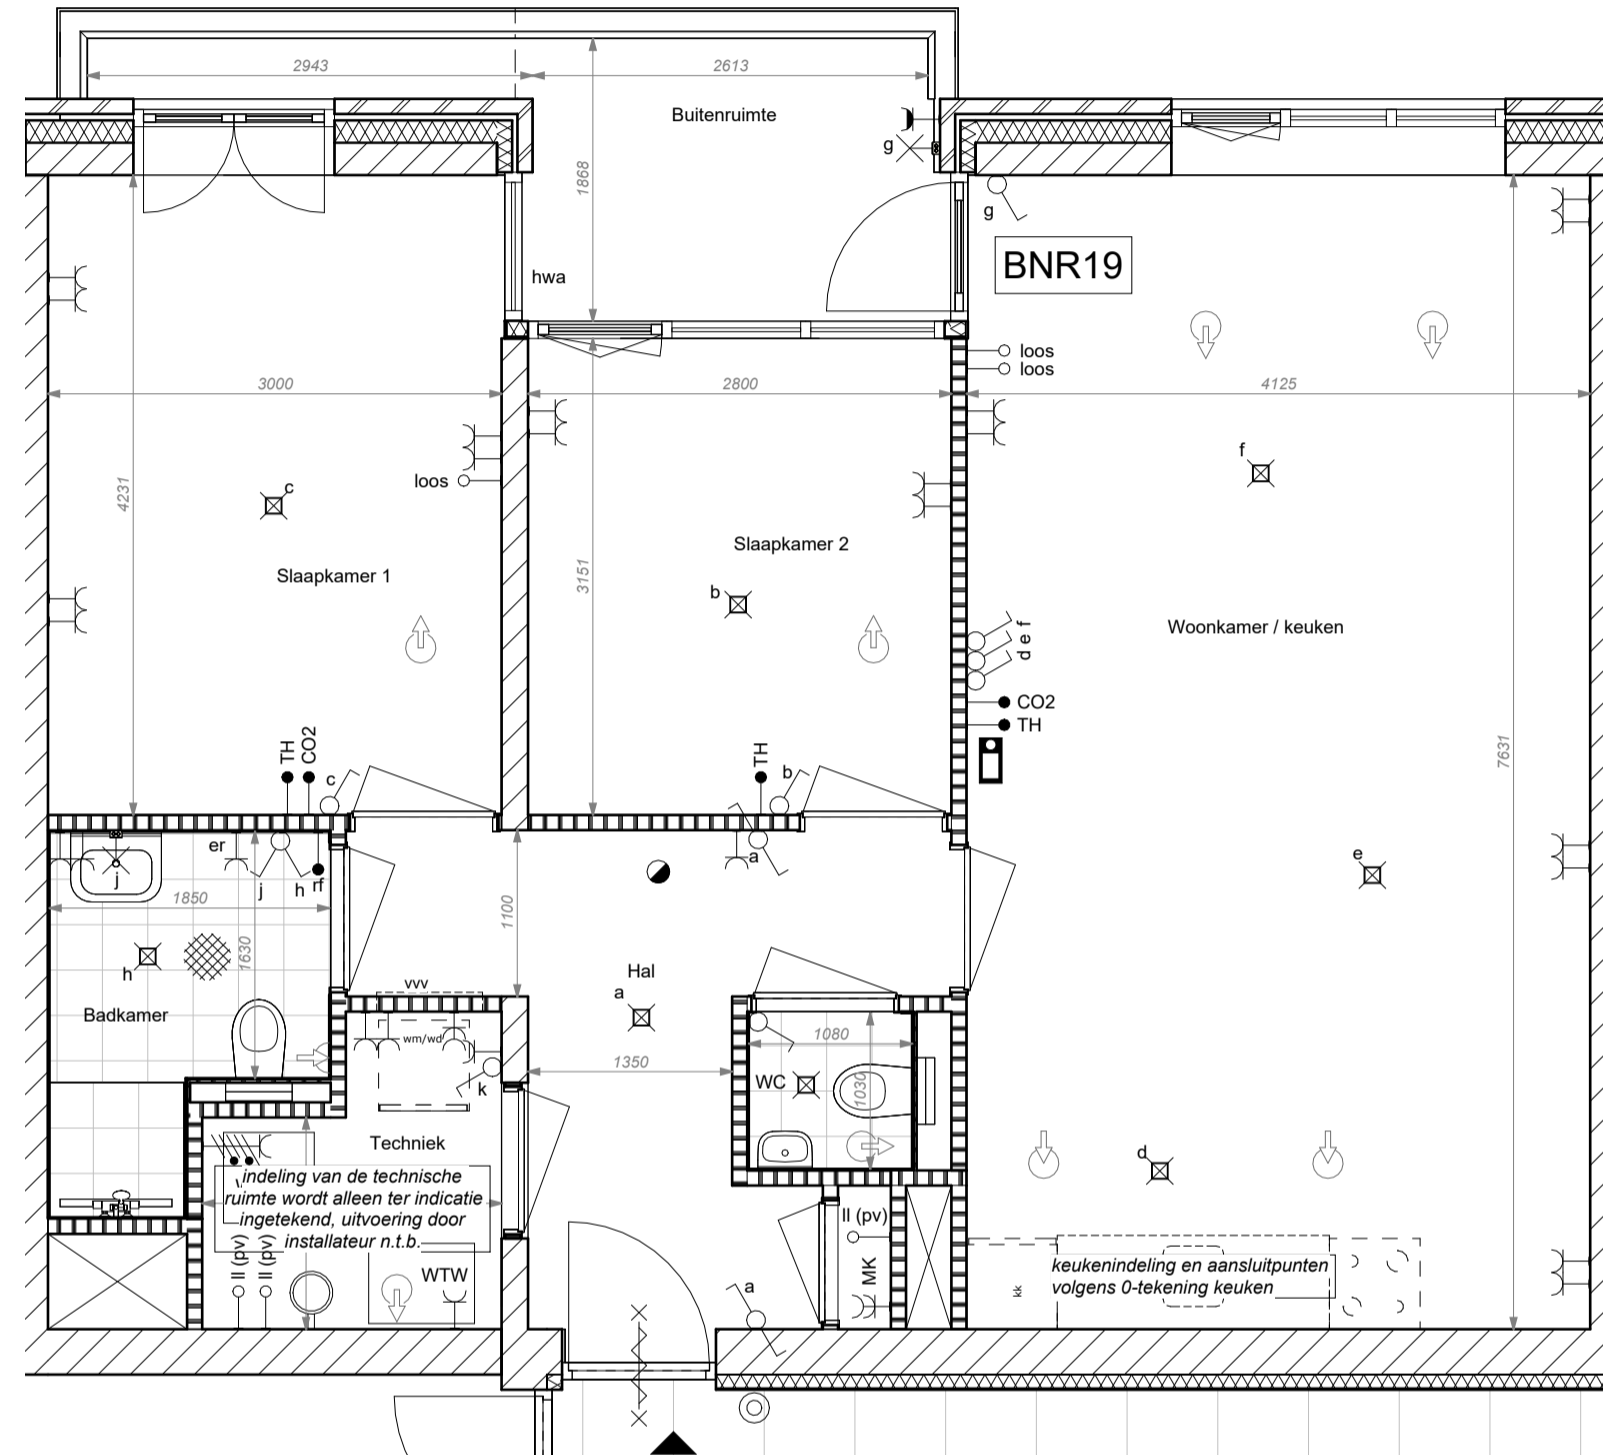 2943
2613
Buitenruimte
g
1868
g
BNR19
hwa
loos
loos
3000
2800
4125
4231
c
loos
f
Slaapkamer 2
3151
Slaapkamer 1
b
d e f
Woonkamer / keuken
CO2
TH
7631
TH
CO2
c
TH
b
er
j
j
h
rf
a
e
1850
1630
1100
h
Hal
a
vvv
Badkamer
wm/wd
k
1350
1080
WC
1030
Techniek
d
indeling van de technische
ruimte wordt alleen ter indicatie
ingetekend, uitvoering door
installateur n.t.b.
II (pv)
II (pv)
WTW
II (pv)
MK
a
kk
keukenindeling en aansluitpunten
volgens 0-tekening keuken